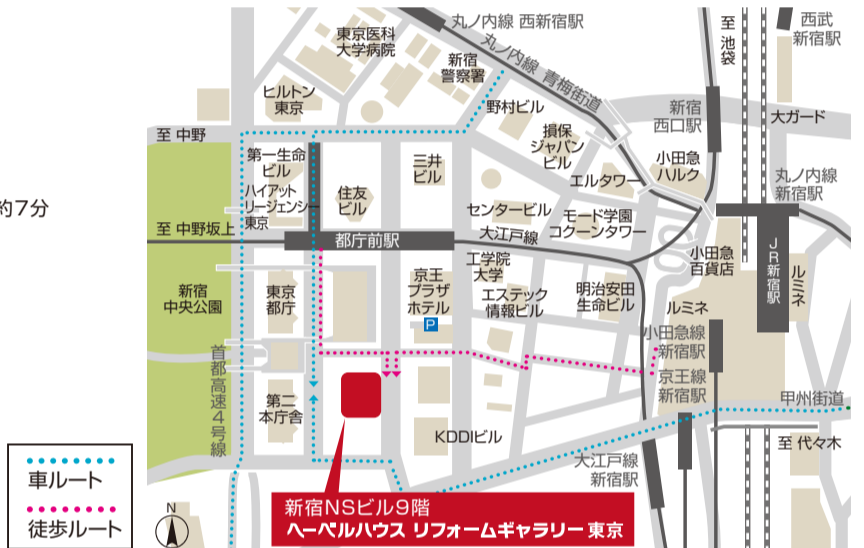 丸ノ内線 西新宿駅
至 池袋
西武
新宿駅
東京医科
大学病院
新宿
警察署
丸ノ内線 青梅街道
ヒルトン
東京
野村ビル
新宿
西口駅
大ガード
至 中野
損保
ジャパン
ビル
小田急
ハルク
第一生命
ビル
三井
ビル
エルタワー
丸ノ内線
新宿駅
ハイアット
リージェンシー
東京
住友
ビル
約7分
センタービル
モード学園
コクーンタワー
至 中野坂上
都庁前駅
大江戸線
小田急
百貨店
JR新宿駅
ルミネ
工学院
大学
新宿
中央公園
東京
都庁
京王
プラザ
ホテル
P
エステック
情報ビル
明治安田
生命ビル
ルミネ
小田急線
新宿駅
首都高速4号線
京王線
新宿駅
第二
本庁舎
甲州街道
KDDIビル
至 代々木
大江戸線
新宿駅
車ルート
徒歩ルート
N
新宿NSビル9階
ヘーベルハウス リフォームギャラリー 東京